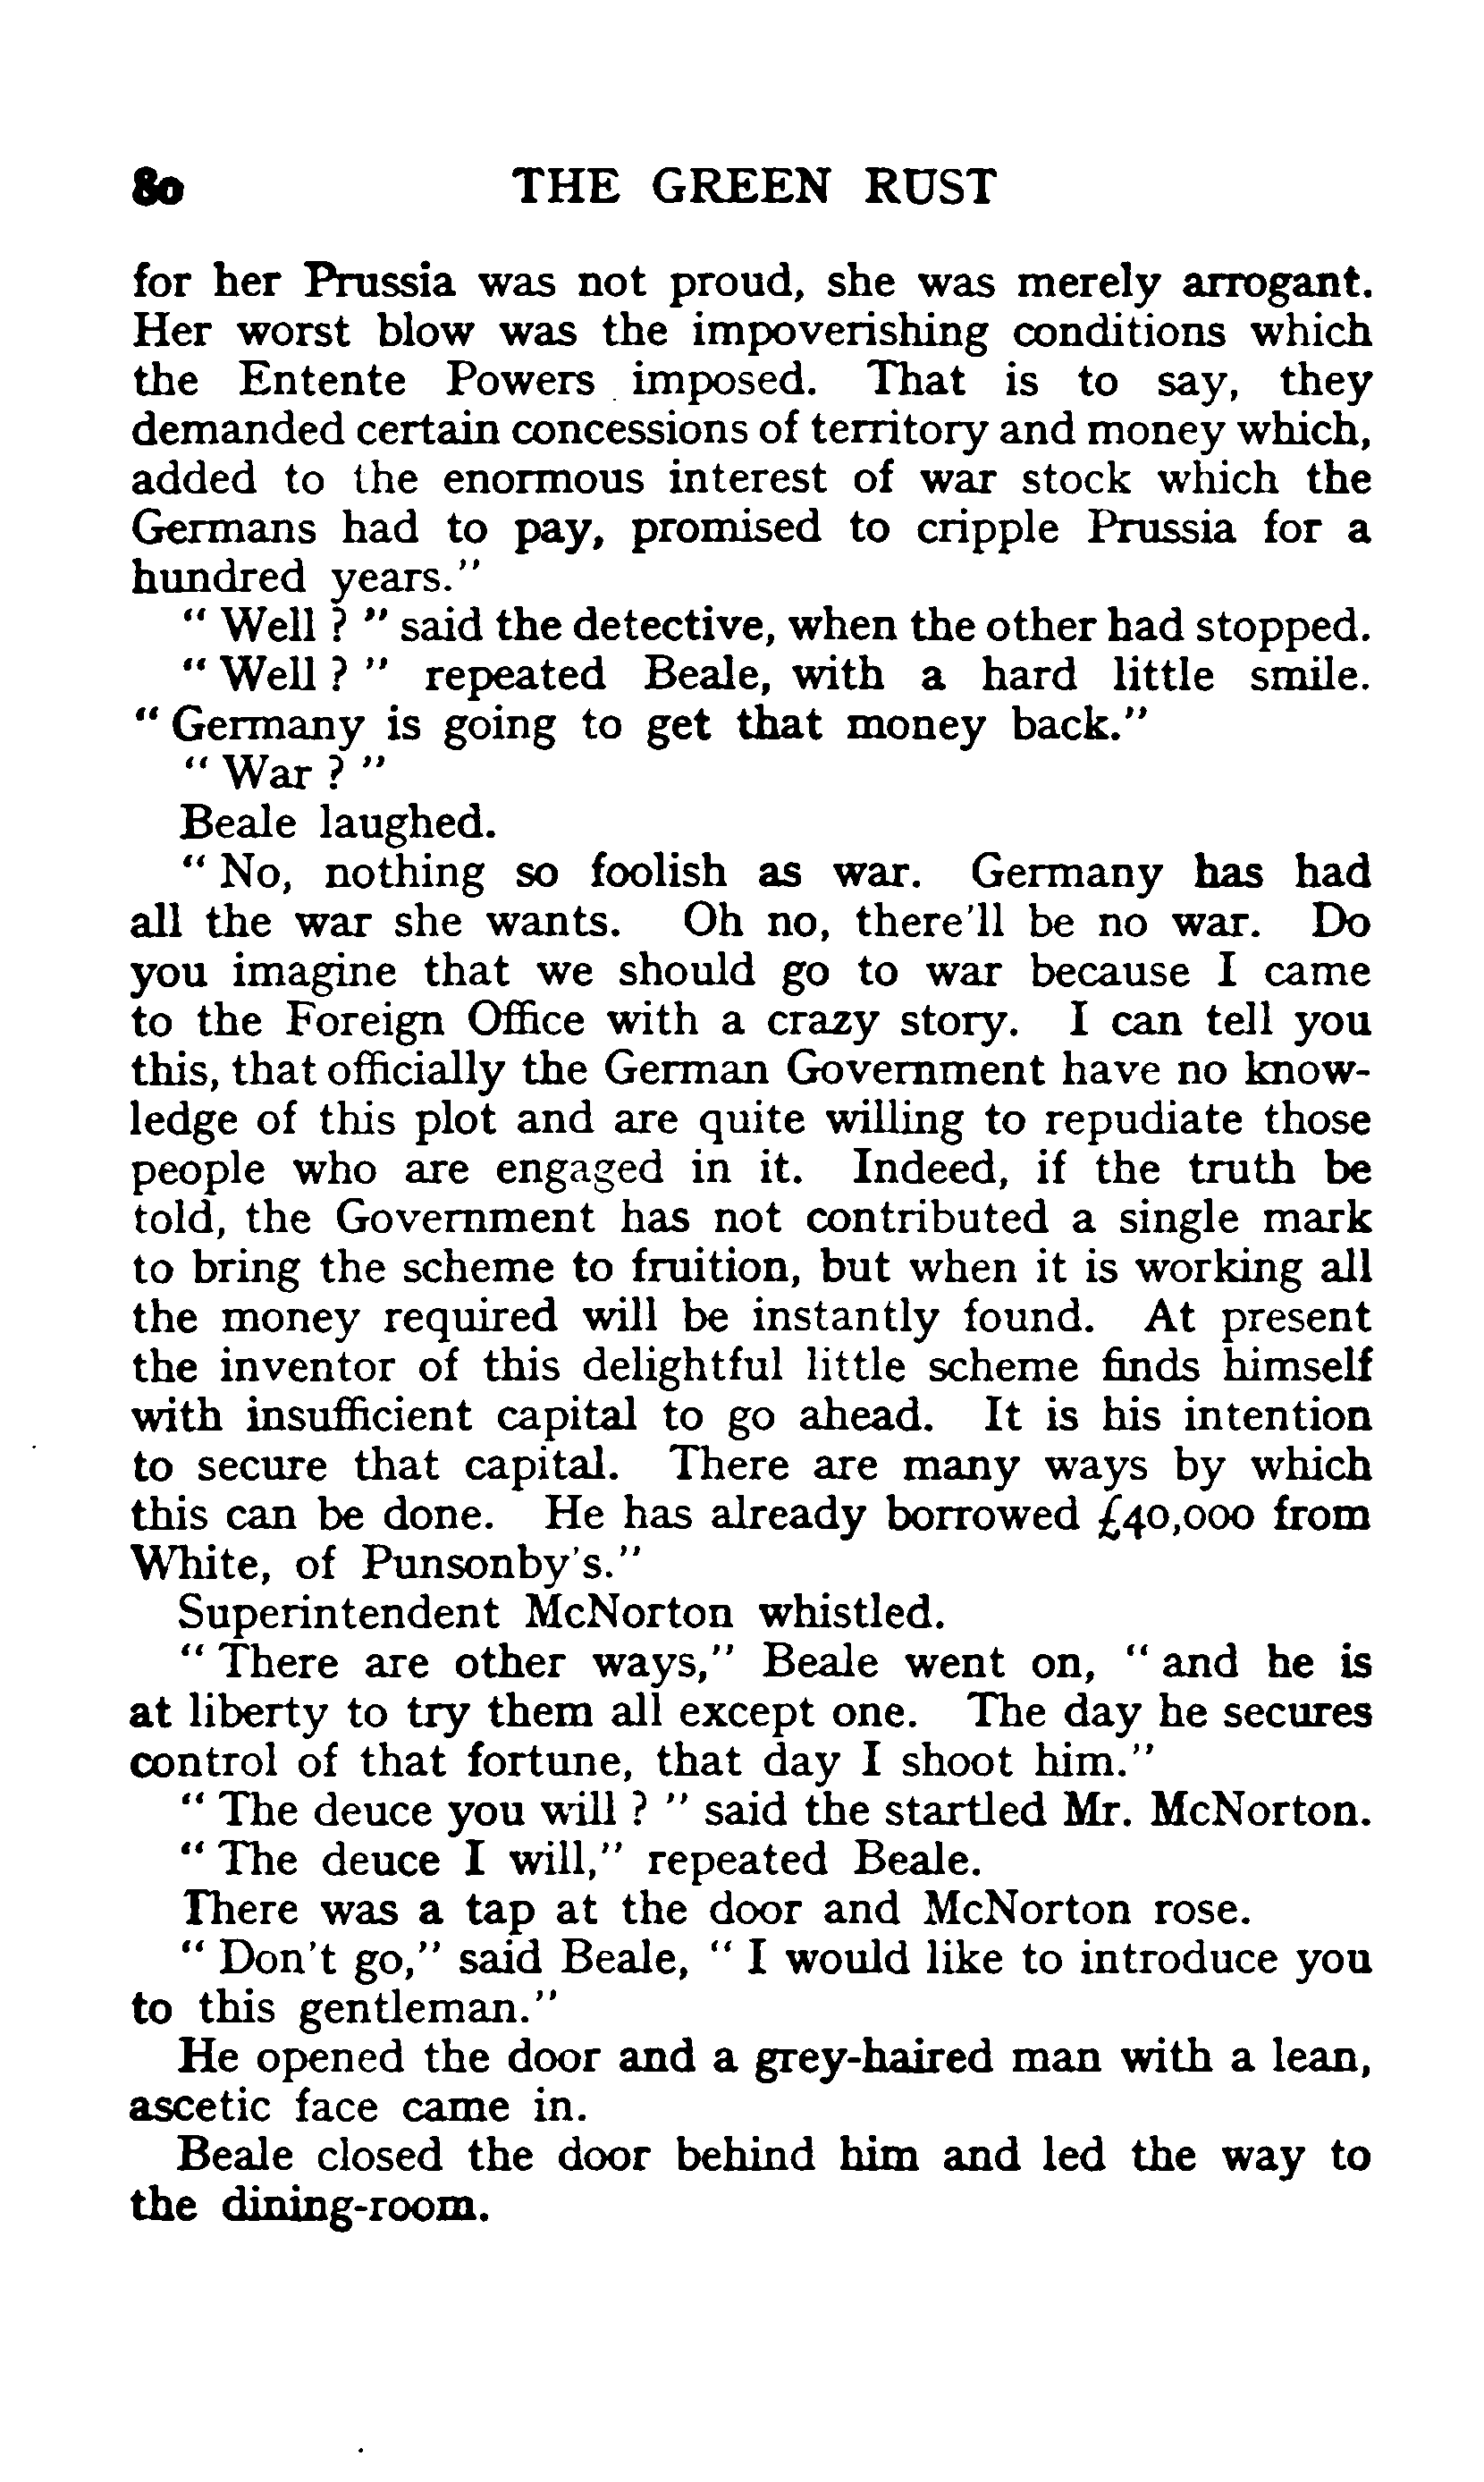 80 THE GREEN RUST
for her Prussia was not proud, she was merely arrogant.
Her worst blow was the impoverishing conditions which
the Entente Powers imposed. That is to say, they
demanded certain concessions of territory and money which,
added to the enormous interest of war stock which the
Germans had to pay, promised to cripple Prussia for a
hundred years."
" Well ? " said the detective, when the other had stopped.
" Well ? " repeated Beale, with a hard little smile.
" Germany is going to get that money back."
" War ? "
Beale laughed.
" No, nothing so foolish as war. Germany has had
all the war she wants. Oh no, there'll be no war. Do
you imagine that we should go to war because I came
to the Foreign Office with a crazy story. I can tell you
this, that officially the German Government have no know-
ledge of this plot and are quite willing to repudiate those
people who are engaged in it. Indeed, if the truth be
told, the Government has not contributed a single mark
to bring the scheme to fruition, but when it is working all
the money required will be instantly found. At present
the inventor of this delightful little scheme finds himself
with insufficient capital to go ahead. It is his intention
to secure that capital. There are many ways by which
this can be done. He has already borrowed £40,000 from
White, of Punsonby's."
Superintendent McNorton whistled.
" There are other ways," Beale went on, " and he is
at liberty to try them all except one. The day he secures
control of that fortune, that day I shoot him."
" The deuce you will ? " said the startled Mr. McNorton.
" The deuce I will," repeated Beale.
There was a tap at the door and McNorton rose.
" Don't go," said Beale, " I would like to introduce you
to this gentleman."
He opened the door and a grey-haired man with a lean,
ascetic face came in.
Beale closed the door behind him and led the way to
the dining-room.